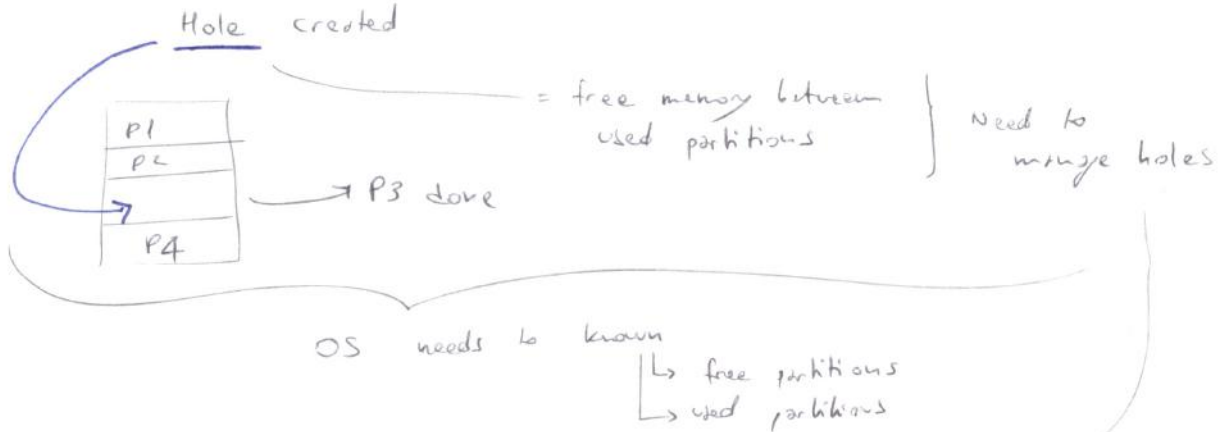 Hole created
= free memory between
used partitions
Need to
manage holes
P1
P2
P3 done
P4
OS needs to known
free partitions
used partitions